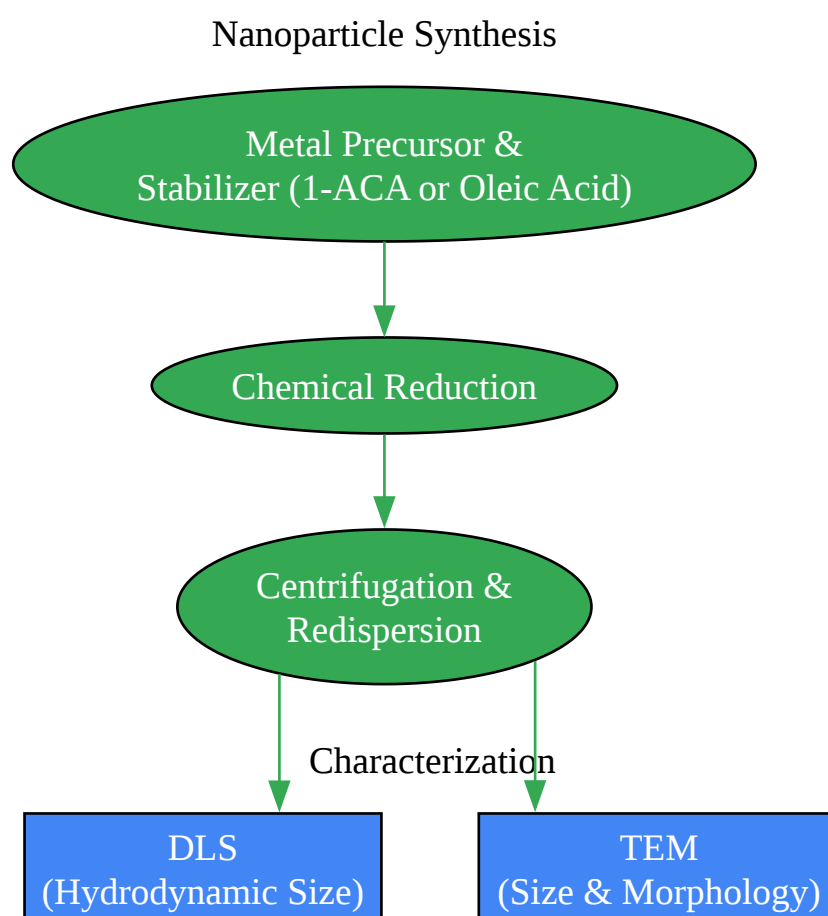 Nanoparticle Synthesis
Metal Precursor &
Stabilizer (1-ACA or Oleic Acid)
Chemical Reduction
Centrifugation &
Redispersion
Characterization
DLS
(Hydrodynamic Size)
TEM
(Size & Morphology)